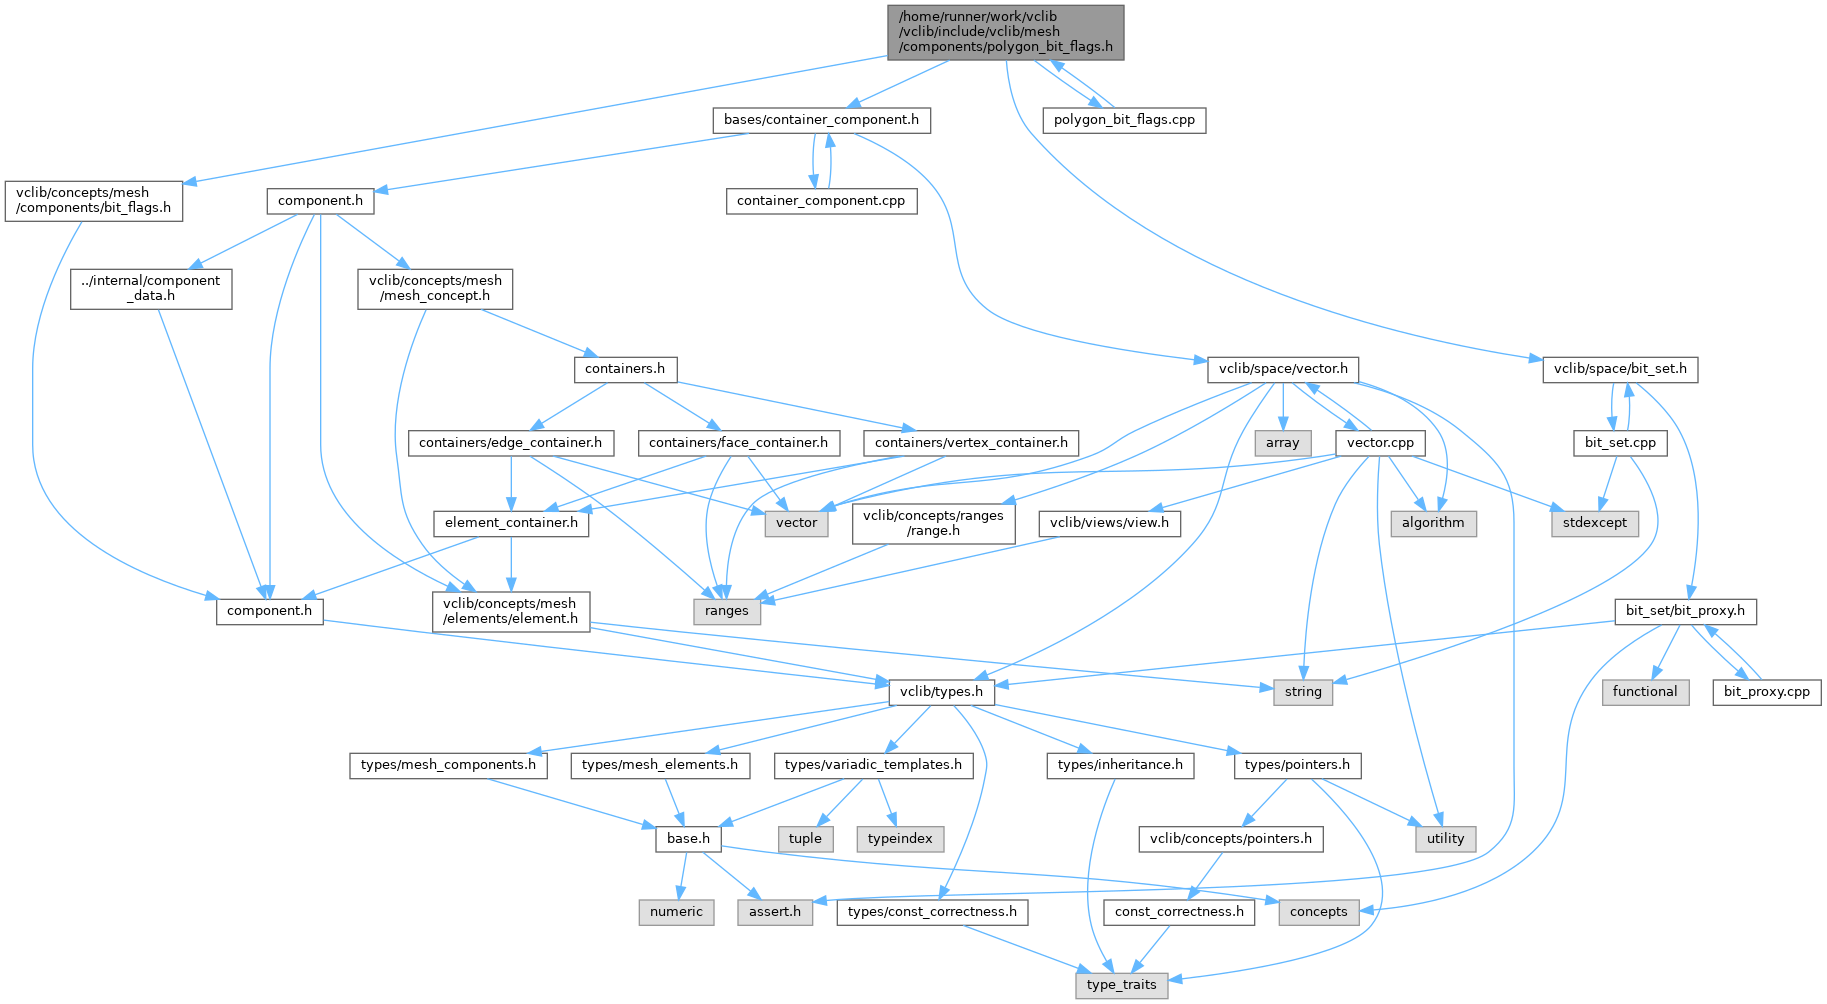 /home/runner/work/vclib
/vclib/include/vclib/mesh
/components/polygon_bit_flags.h
bases/container_component.h
polygon_bit_flags.cpp
vclib/concepts/mesh
/components/bit_flags.h
component.h
container_component.cpp
../internal/component
_data.h
vclib/concepts/mesh
/mesh_concept.h
containers.h
vclib/space/vector.h
vclib/space/bit_set.h
containers/edge_container.h
containers/face_container.h
containers/vertex_container.h
array
vector.cpp
bit_set.cpp
element_container.h
vector
vclib/concepts/ranges
/range.h
vclib/views/view.h
algorithm
stdexcept
component.h
vclib/concepts/mesh
/elements/element.h
ranges
bit_set/bit_proxy.h
vclib/types.h
string
functional
bit_proxy.cpp
types/mesh_components.h
types/mesh_elements.h
types/variadic_templates.h
types/inheritance.h
types/pointers.h
base.h
tuple
typeindex
vclib/concepts/pointers.h
utility
numeric
assert.h
types/const_correctness.h
const_correctness.h
concepts
type_traits